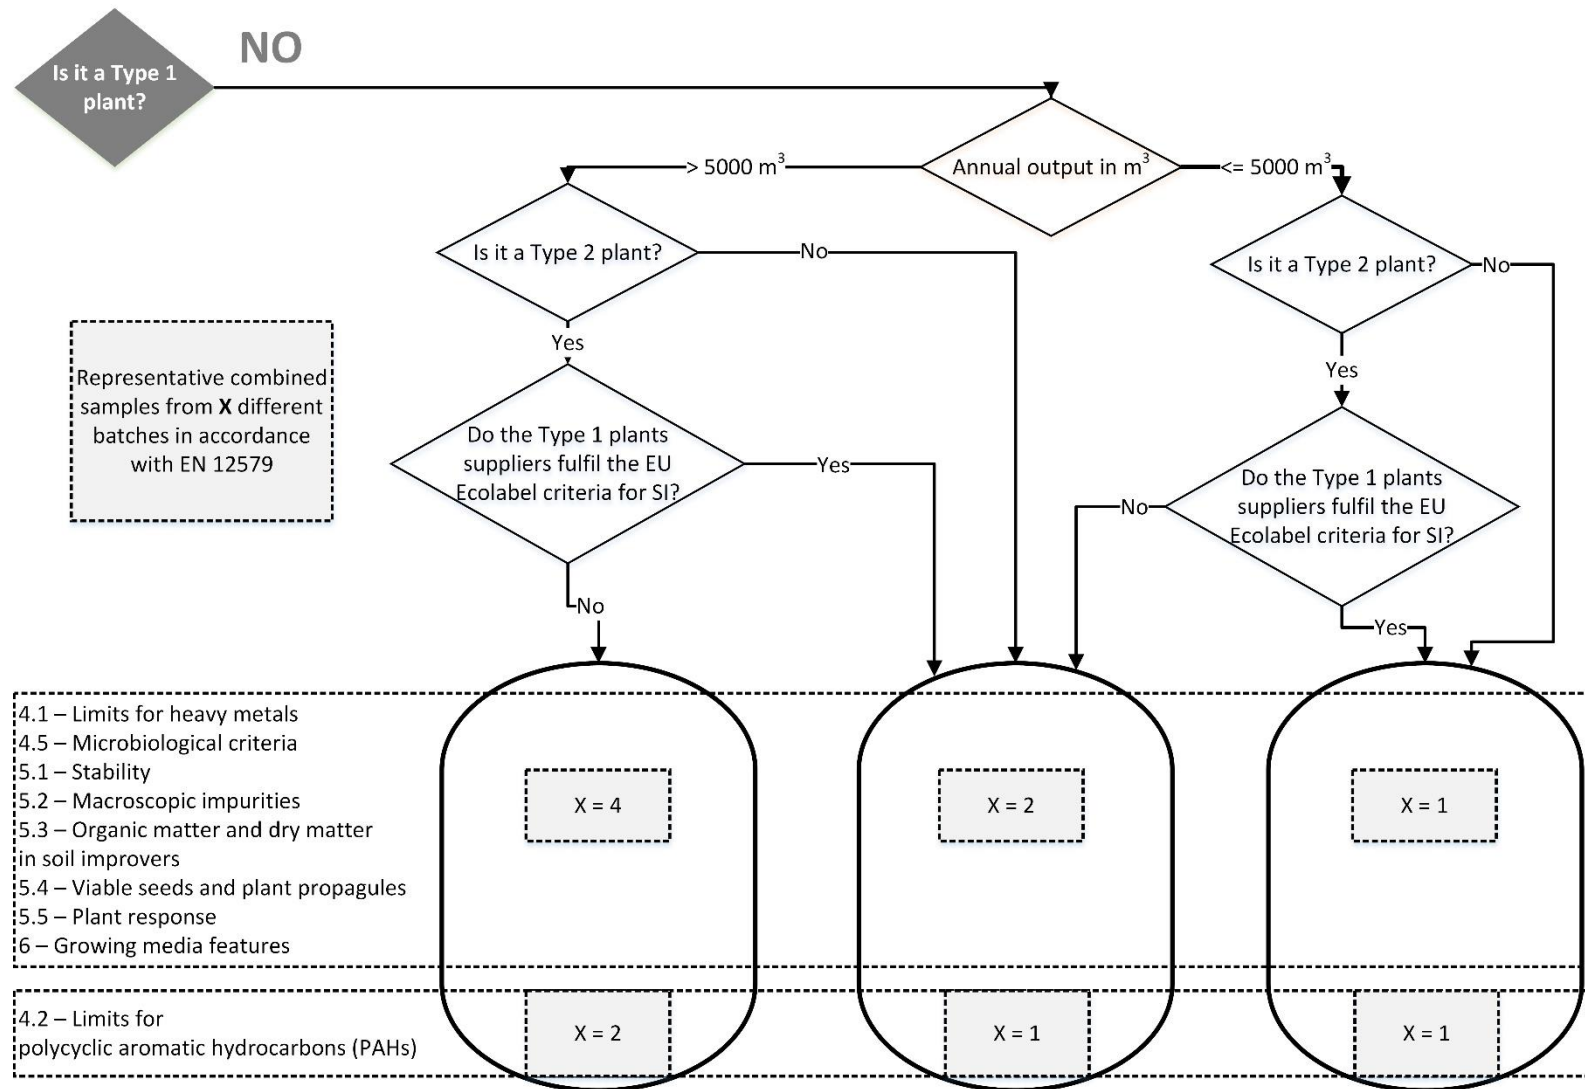 NO
Is it a Type 1
plant?
Annual output in m³
> 5000 m³
<= 5000 m³
Is it a Type 2 plant?
No
Is it a Type 2 plant?
No
Yes
Yes
Representative combined
samples from X different
batches in accordance
with EN 12579
Do the Type 1 plants
suppliers fulfil the EU
Ecolabel criteria for SI?
Yes
No
Do the Type 1 plants
suppliers fulfil the EU
Ecolabel criteria for SI?
No
Yes
4.1 – Limits for heavy metals
4.5 – Microbiological criteria
5.1 – Stability
5.2 – Macroscopic impurities
5.3 – Organic matter and dry matter
in soil improvers
5.4 – Viable seeds and plant propagules
5.5 – Plant response
6 – Growing media features
X = 4
X = 2
X = 1
4.2 – Limits for
polycyclic aromatic hydrocarbons (PAHs)
X = 2
X = 1
X = 1